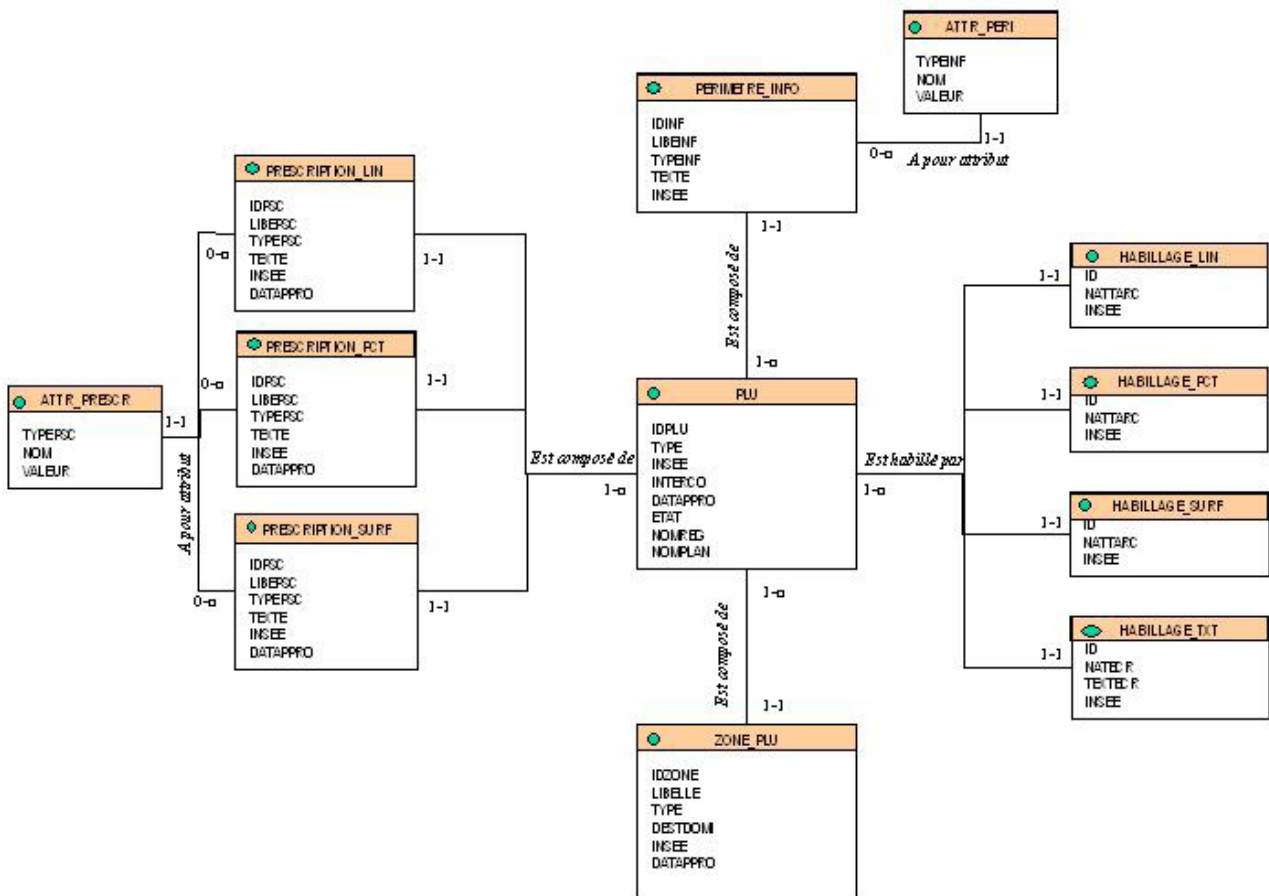 ATTR_PERI
TYPEINF
NOM
VALEUR
PERIMETRE_INFO
IDINF
LIBEINF
TYPEINF
TEXTE
INSEE
0-n
1-1
A pour attribut
1-1
Est composé de
1-n
PRESCRIPTION_LIN
IDPSC
LIBEPSC
TYPEPSC
TEXTE
INSEE
DATAPPRO
0-n
1-1
PRESCRIPTION_PCT
IDPSC
LIBEPSC
TYPEPSC
TEXTE
INSEE
DATAPPRO
0-n
1-1
ATTR_PRESCR
TYPEPSC
NOM
VALEUR
1-1
A pour attribut
PRESCRIPTION_SURF
IDPSC
LIBEPSC
TYPEPSC
TEXTE
INSEE
DATAPPRO
0-n
1-1
Est composé de
1-n
PLU
IDPLU
TYPE
INSEE
INTERCO
DATAPPRO
ETAT
NOMREG
NOMPLAN
Est habillé par
1-n
1-n
Est composé de
1-1
ZONE_PLU
IDZONE
LIBELLE
TYPE
DESTDOMI
INSEE
DATAPPRO
HABILLAGE_LIN
ID
NATTARC
INSEE
1-1
HABILLAGE_PCT
ID
NATTARC
INSEE
1-1
HABILLAGE_SURF
ID
NATTARC
INSEE
1-1
HABILLAGE_TXT
ID
NATECR
TEXTECR
INSEE
1-1